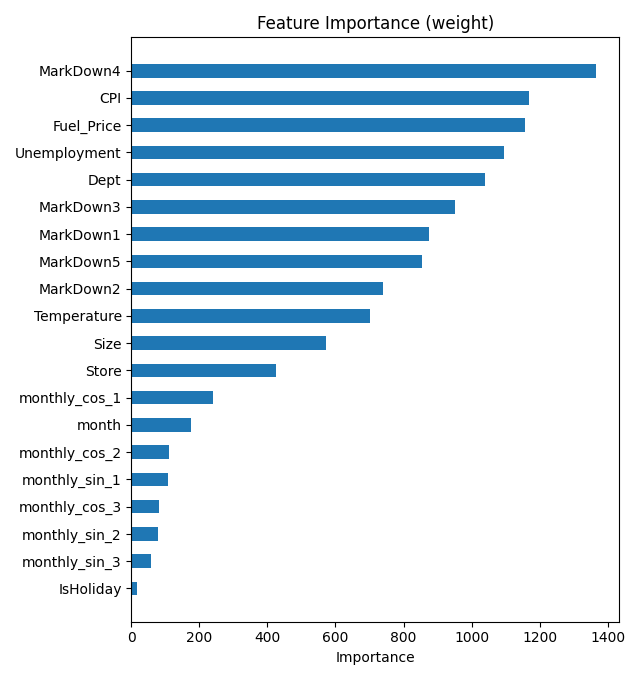 Feature Importance (weight)
MarkDown4
CPI
Fuel_Price
Unemployment
Dept
MarkDown3
MarkDown1
MarkDown5
MarkDown2
Temperature
Size
Store
monthly_cos_1
month
monthly_cos_2
monthly_sin_1
monthly_cos_3
monthly_sin_2
monthly_sin_3
IsHoliday
0 200 400 600 800 1000 1200 1400
Importance